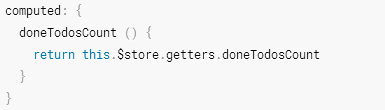 computed: {
  doneTodosCount () {
    return this.$store.getters.doneTodosCount
  }
}